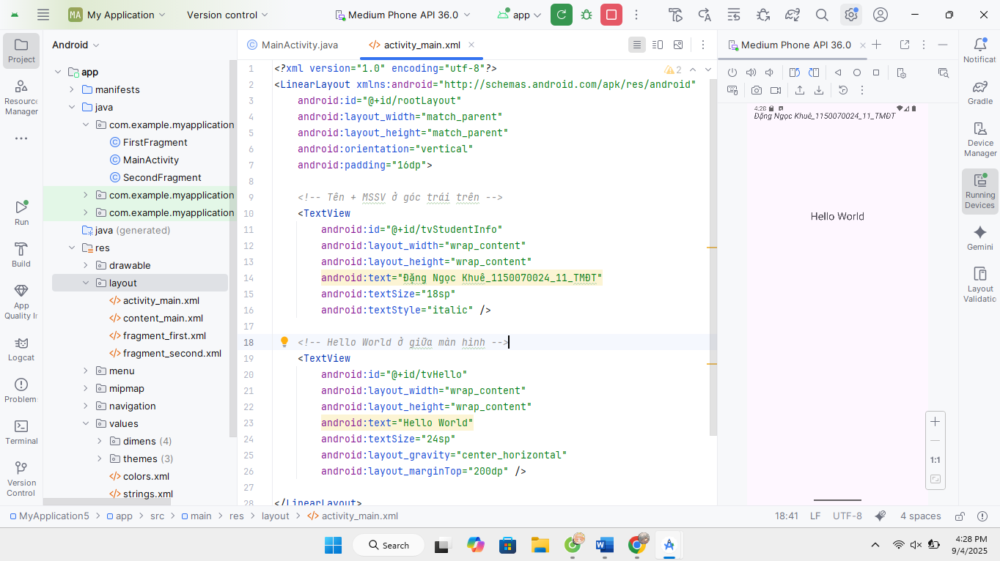 MA My Application Version control Medium Phone API 36.0 app
Project
Resource Manager
Run
Build
App Quality In
Logcat
Problem
Terminal
Version Control
Android
app
manifests
java
com.example.myapplication
FirstFragment
MainActivity
SecondFragment
com.example.myapplication
com.example.myapplication
java (generated)
res
drawable
layout
activity_main.xml
content_main.xml
fragment_first.xml
fragment_second.xml
menu
mipmap
navigation
values
dimens (4)
themes (3)
colors.xml
strings.xml
MainActivity.java activity_main.xml
2
1 <?xml version="1.0" encoding="utf-8"?>
2 <LinearLayout xmlns:android="http://schemas.android.com/apk/res/android"
3 android:id="@+id/rootLayout"
4 android:layout_width="match_parent"
5 android:layout_height="match_parent"
6 android:orientation="vertical"
7 android:padding="16dp">
8
9 <!-- Tên + MSSV ở góc trái trên -->
10 <TextView
11 android:id="@+id/tvStudentInfo"
12 android:layout_width="wrap_content"
13 android:layout_height="wrap_content"
14 android:text="Đặng Ngọc Khuê_1150070024_11_TMĐT"
15 android:textSize="18sp"
16 android:textStyle="italic" />
17
18 <!-- Hello World ở giữa màn hình -->
19 <TextView
20 android:id="@+id/tvHello"
21 android:layout_width="wrap_content"
22 android:layout_height="wrap_content"
23 android:text="Hello World"
24 android:textSize="24sp"
25 android:layout_gravity="center_horizontal"
26 android:layout_marginTop="200dp" />
27
28 </LinearLayout>
Medium Phone API 36.0
4:28
Đặng Ngọc Khuê_1150070024_11_TMĐT
Hello World
1:1
Notificat
Gradle
Device Manager
Running Devices
Gemini
Layout Validatio
MyApplication5 > app > src > main > res > layout > activity_main.xml
18:41 LF UTF-8 4 spaces
Search
4:28 PM
9/4/2025